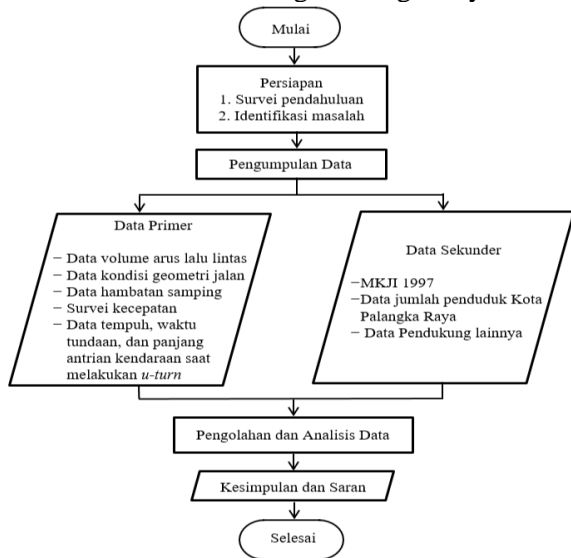 Mulai
Persiapan
1. Survei pendahuluan
2. Identifikasi masalah
Pengumpulan Data
Data Primer
− Data volume arus lalu lintas
− Data kondisi geometri jalan
− Data hambatan samping
− Survei kecepatan
− Data tempuh, waktu
tundaan, dan panjang
antrian kendaraan saat
melakukan u-turn
Data Sekunder
−MKJI 1997
−Data jumlah penduduk Kota
Palangka Raya
− Data Pendukung lainnya
Pengolahan dan Analisis Data
Kesimpulan dan Saran
Selesai